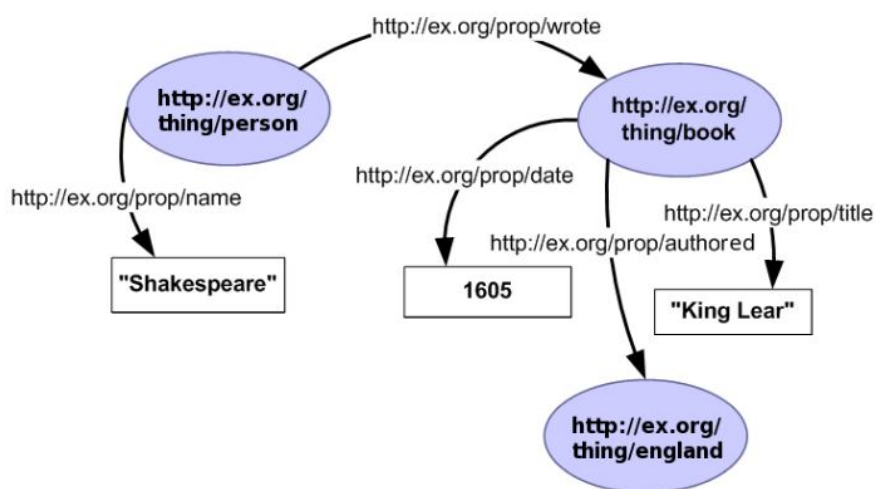 http://ex.org/prop/wrote
http://ex.org/
thing/person
http://ex.org/
thing/book
http://ex.org/prop/date
http://ex.org/prop/name
http://ex.org/prop/title
http://ex.org/prop/authored
"Shakespeare"
1605
"King Lear"
http://ex.org/
thing/england